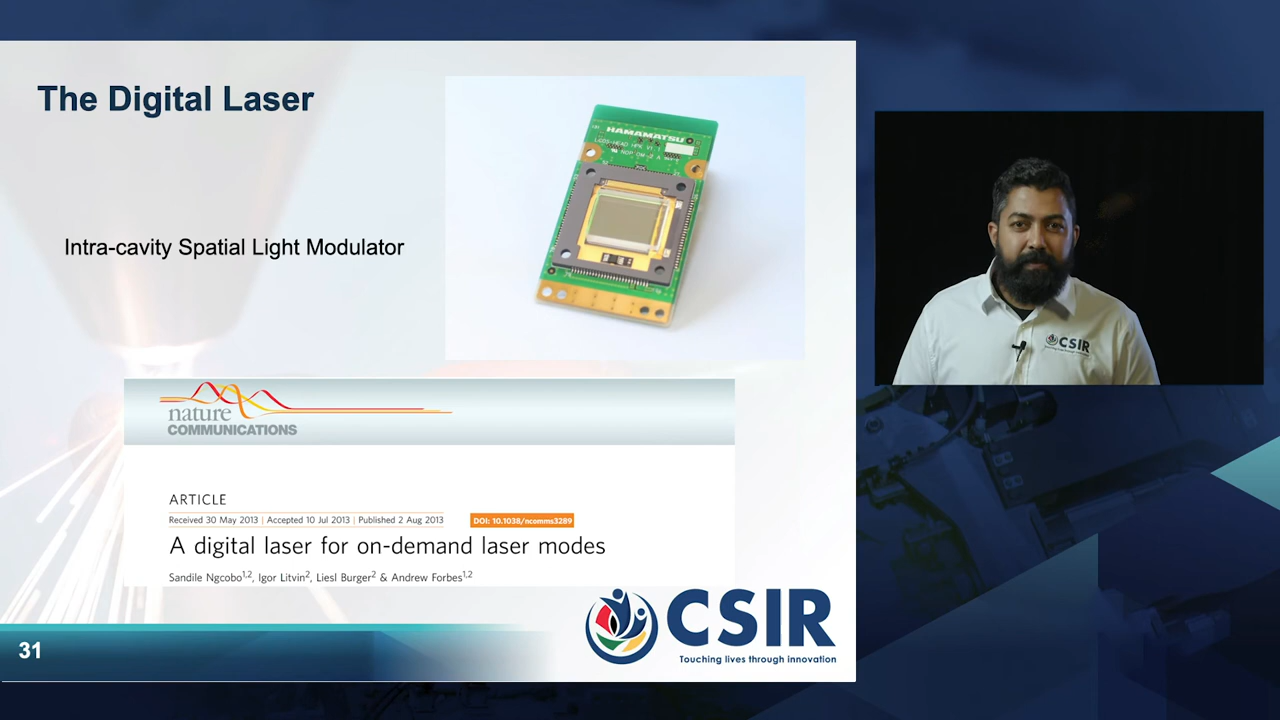 The Digital Laser
HAMAMATSU
Intra-cavity Spatial Light Modulator
CSIR
nature
COMMUNICATIONS
ARTICLE
Received 30 May 2013 | Accepted 10 Jul 2013 | Published 2 Aug 2013
DOI: 10.1038/ncomms3289
A digital laser for on-demand laser modes
Sandile Ngcobo1,2, Igor Litvin2, Liesl Burger2 & Andrew Forbes1,2
CSIR
Touching lives through innovation
31